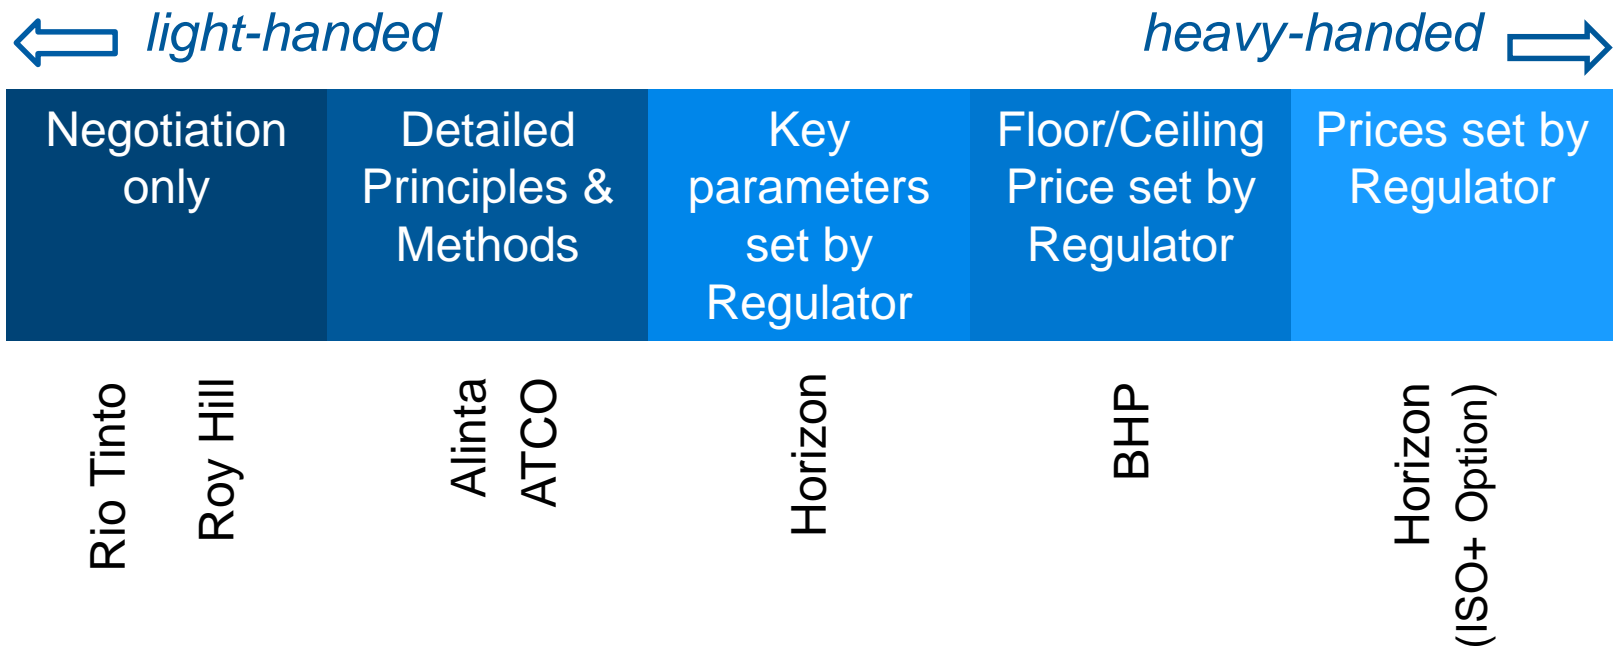 light-handed
heavy-handed
Negotiation
only
Detailed
Principles &
Methods
Key
parameters
set by
Regulator
Floor/Ceiling
Price set by
Regulator
Prices set by
Regulator
Rio Tinto
Roy Hill
Alinta
ATCO
Horizon
BHP
Horizon
(ISO+ Option)